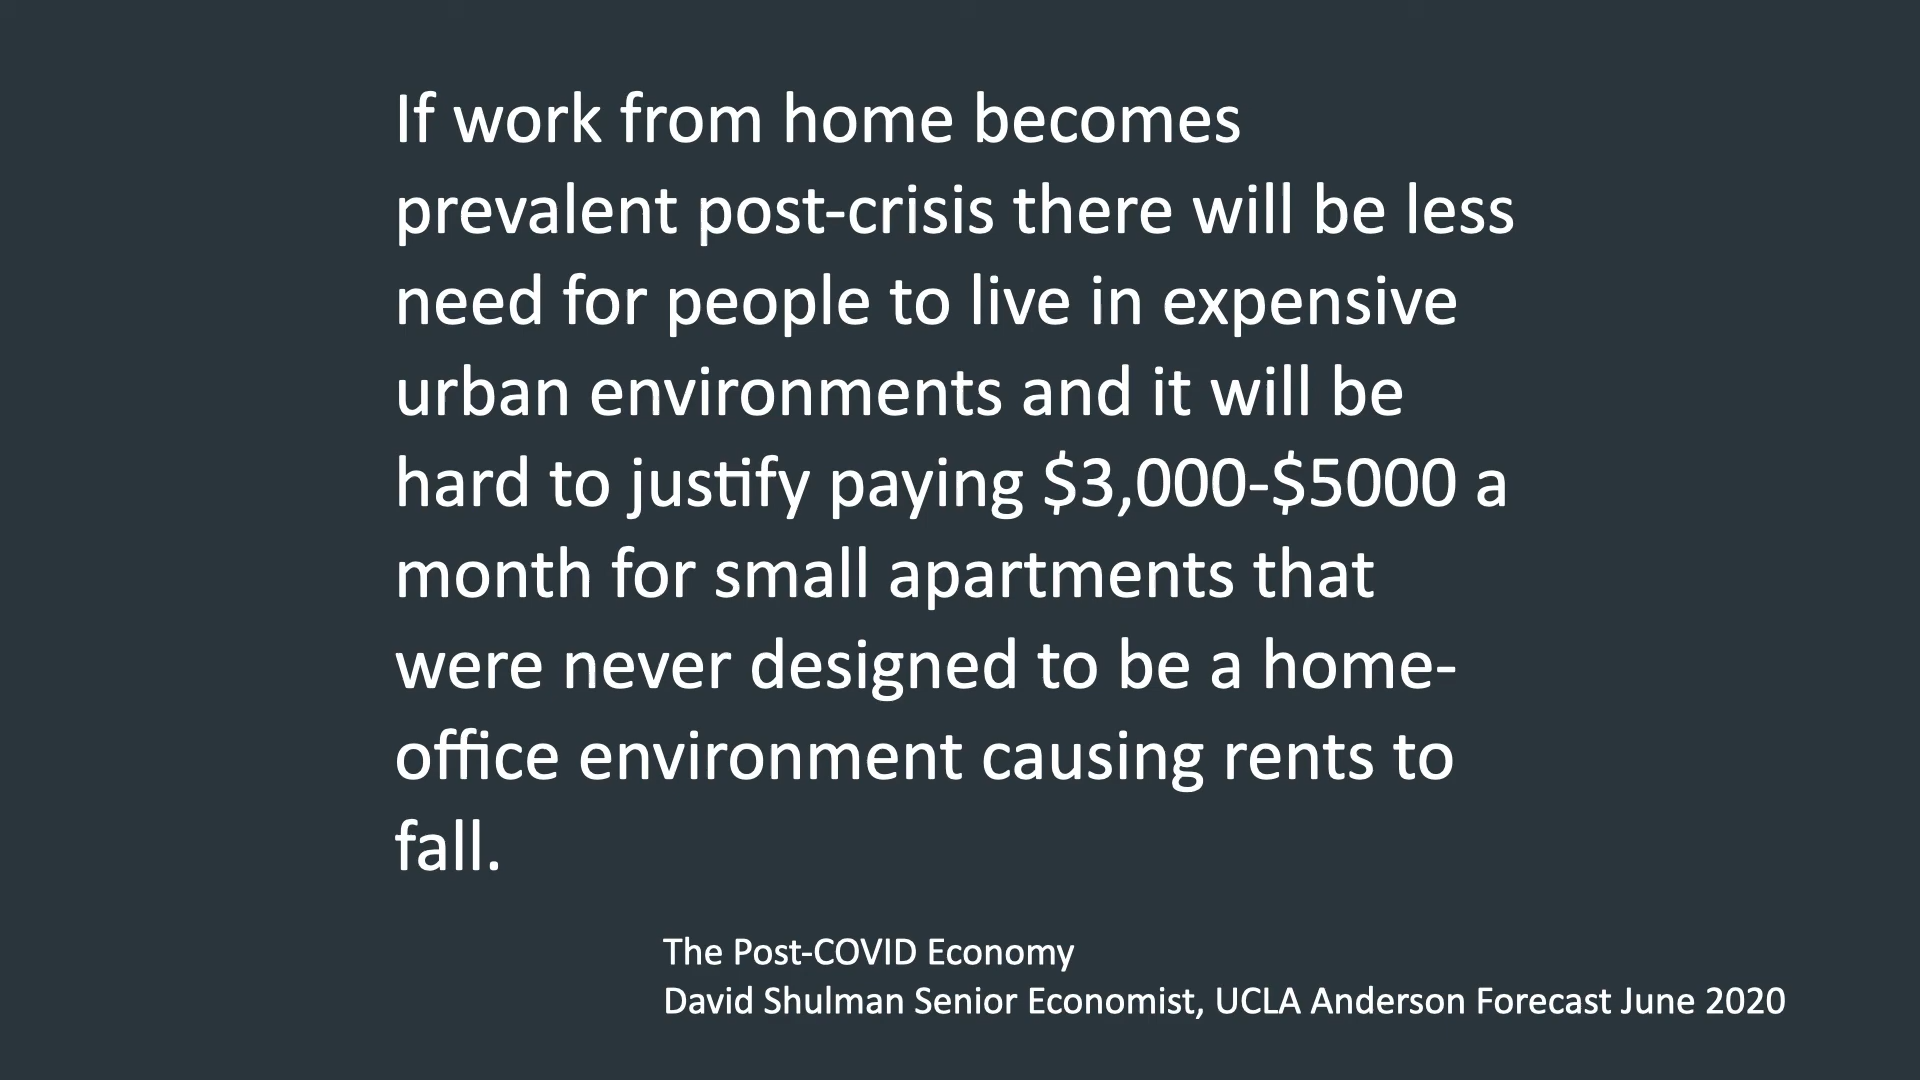 If work from home becomes
prevalent post-crisis there will be less
need for people to live in expensive
urban environments and it will be
hard to justify paying $3,000-$5000 a
month for small apartments that
were never designed to be a home-
office environment causing rents to
fall.
The Post-COVID Economy
David Shulman Senior Economist, UCLA Anderson Forecast June 2020